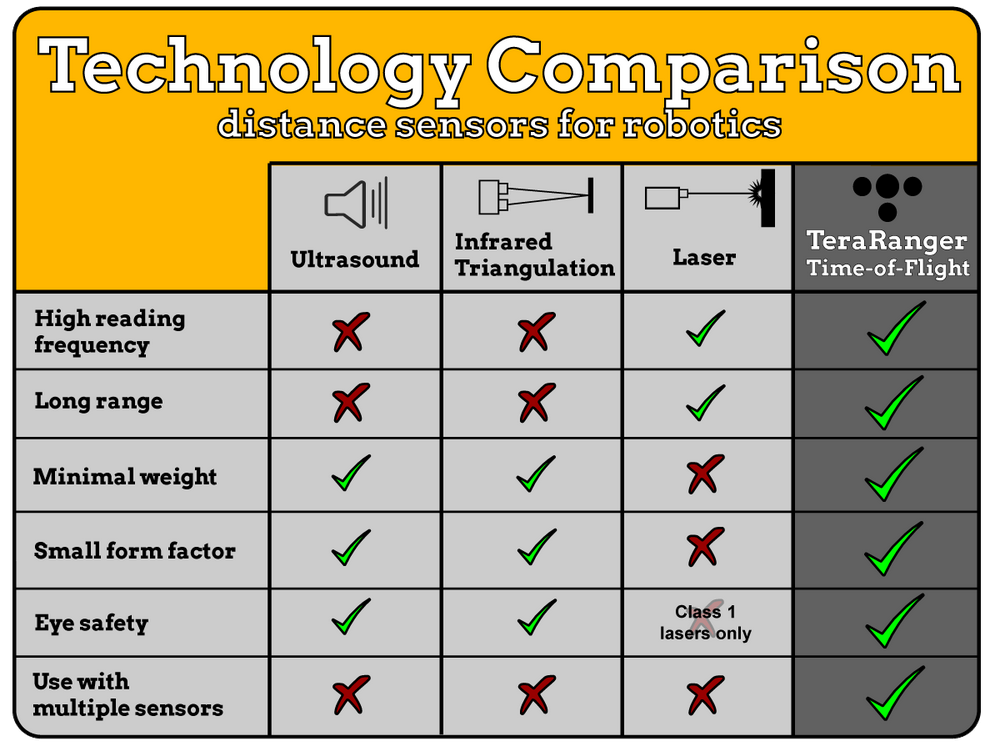 Technology Comparison
distance sensors for robotics
Ultrasound
Infrared
Triangulation
Laser
TeraRanger
Time-of-Flight
High reading
frequency
Long range
Minimal weight
Small form factor
Eye safety
Class 1
lasers only
Use with
multiple sensors